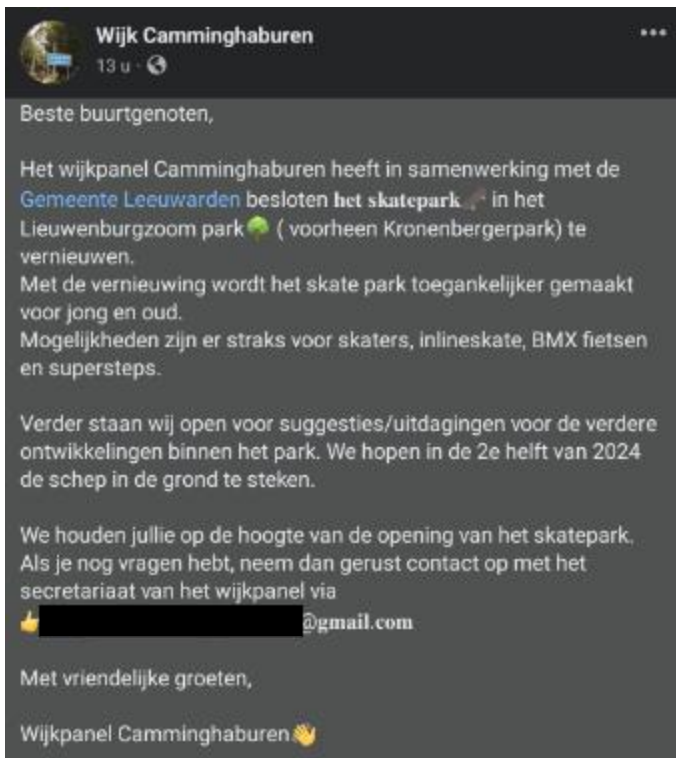 Wijk Camminghaburen
13 u
Beste buurtgenoten,
Het wijkpanel Camminghaburen heeft in samenwerking met de
Gemeente Leeuwarden besloten het skatepark🛹 in het
Lieuwenburgzoom park🌳 ( voorheen Kronenbergerpark) te
vernieuwen.
Met de vernieuwing wordt het skate park toegankelijker gemaakt
voor jong en oud.
Mogelijkheden zijn er straks voor skaters, inlineskate, BMX fietsen
en supersteps.
Verder staan wij open voor suggesties/uitdagingen voor de verdere
ontwikkelingen binnen het park. We hopen in de 2e helft van 2024
de schep in de grond te steken.
We houden jullie op de hoogte van de opening van het skatepark.
Als je nog vragen hebt, neem dan gerust contact op met het
secretariaat van het wijkpanel via
👍@gmail.com
Met vriendelijke groeten,
Wijkpanel Camminghaburen👋